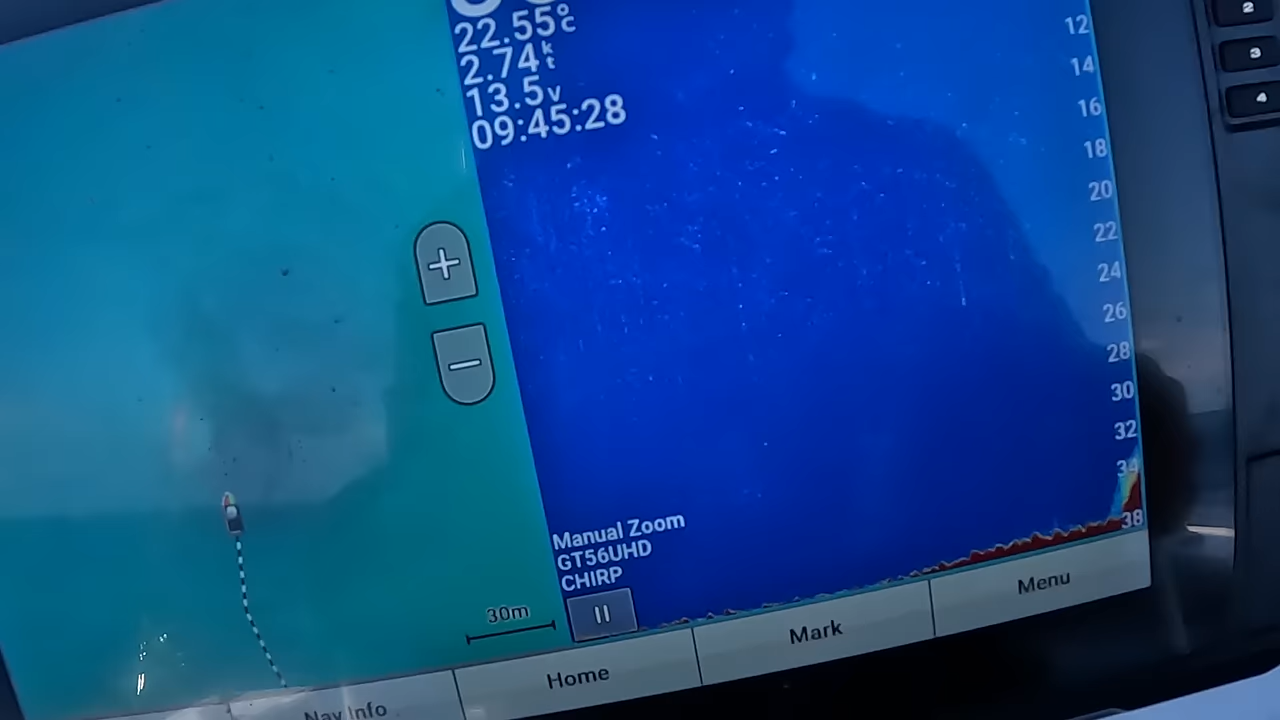 22.55°c
2.74kt
13.5v
09:45:28
12
14
16
18
20
22
24
26
28
30
32
34
38
2
3
4
Manual Zoom
GT56UHD
CHIRP
30m
Nav Info
Home
Mark
Menu